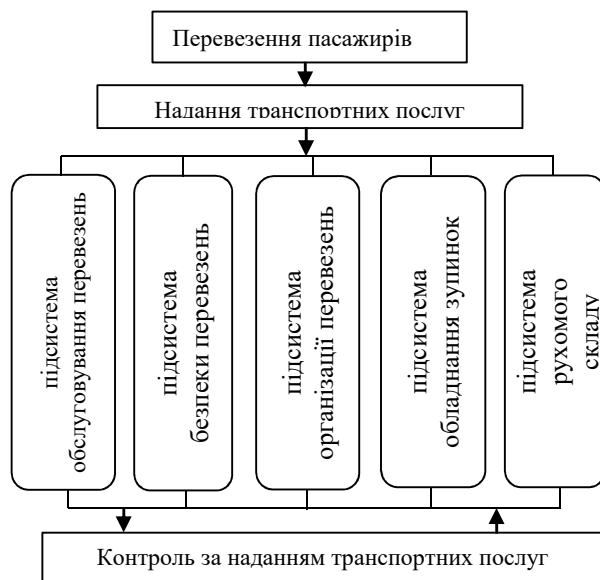 Перевезення пасажирів
Надання транспортних послуг
підсистема
обслуговування перевезень
підсистема
безпеки перевезень
підсистема
організації перевезень
підсистема
обладнання зупинок
підсистема
рухомого
складу
Контроль за наданням транспортних послуг